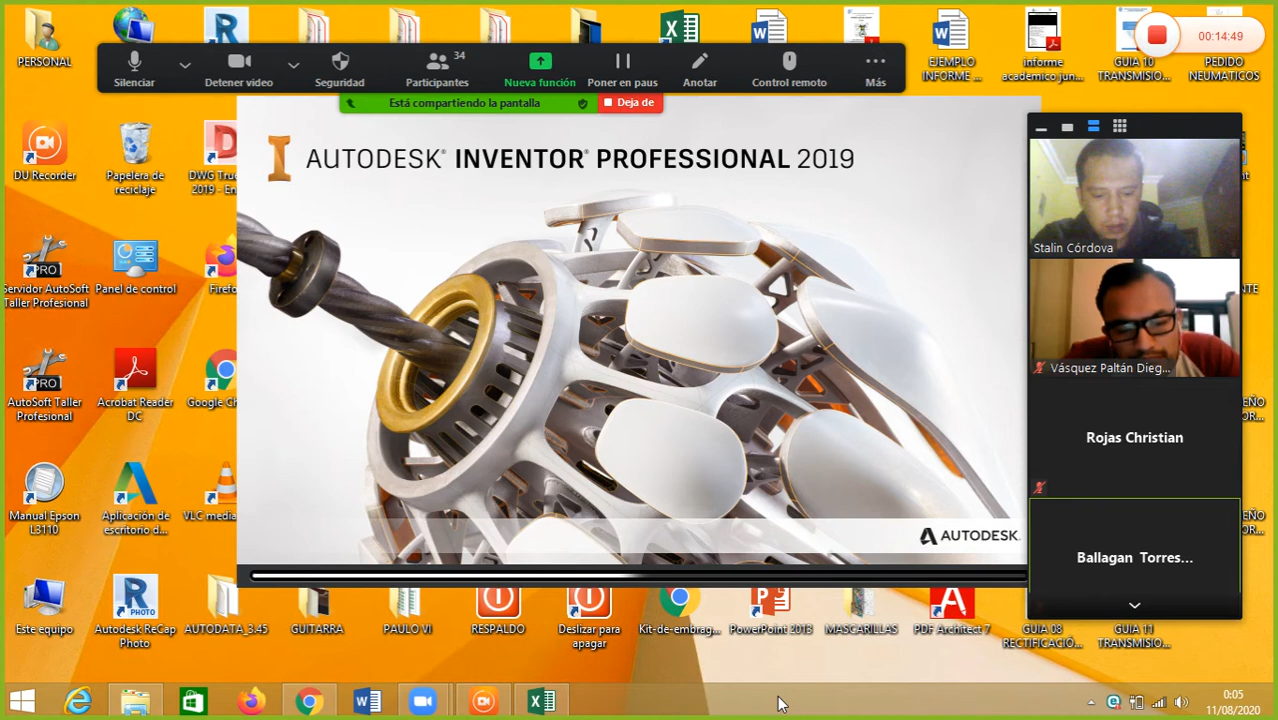 PERSONAL
EJEMPLO
INFORME ...
informe
académico jun...
GUIA 10
TRANSMISIO...
PEDIDO
NEUMATICOS
00:14:49
Silenciar
Detener video
Seguridad
34
Participantes
Nueva función
Poner en paus
Anotar
Control remoto
Más
Está compartiendo la pantalla
Deja de
AUTODESK® INVENTOR® PROFESSIONAL 2019
AUTODESK.
Stalin Córdova
Vásquez Paltán Dieg...
Rojas Christian
Ballagan Torres...
DU Recorder
Papelera de
reciclaje
DWG Tru
2019 - En
PRO
Servidor AutoSoft
Taller Profesional
Panel de control
Firefo
PRO
AutoSoft Taller
Profesional
Acrobat Reader
DC
Google Ch
Manual Epson
L3110
Aplicación de
escritorio d...
VLC media
Este equipo
PHOTO
Autodesk ReCap
Photo
AUTODATA_3.45
GUITARRA
PAULO VI
RESPALDO
Deslizar para
apagar
Kit-de-embrag...
PowerPoint 2013
MASCARILLAS
PDF Architect 7
GUIA 08
RECTIFICACIÓ...
GUIA 11
TRANSMISIO...
0:05
11/08/2020